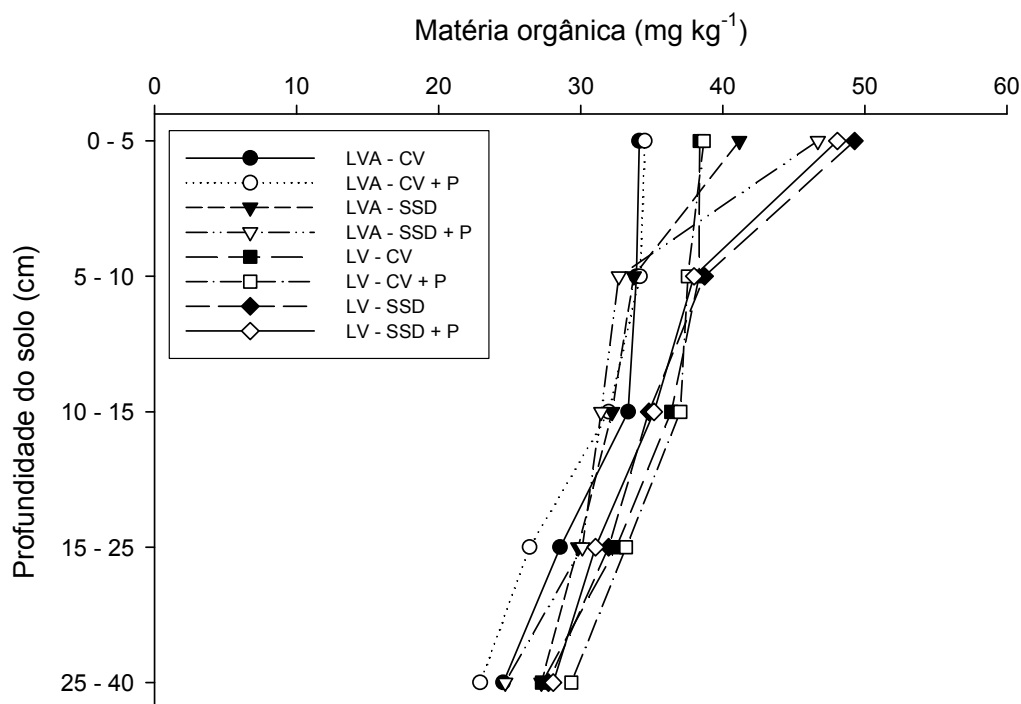 Matéria orgânica (mg kg⁻¹)
0 10 20 30 40 50 60
Profundidade do solo (cm)
0 - 5
5 - 10
10 - 15
15 - 25
25 - 40
LVA - CV
LVA - CV + P
LVA - SSD
LVA - SSD + P
LV - CV
LV - CV + P
LV - SSD
LV - SSD + P